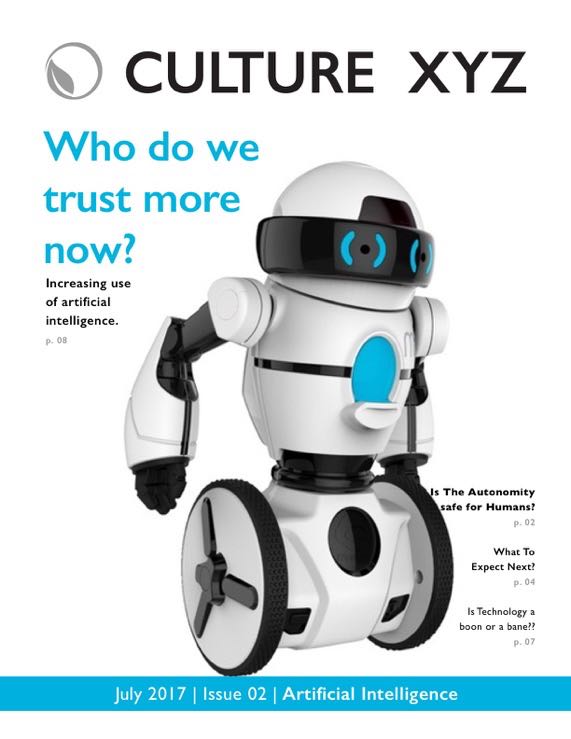 CULTURE XYZ
Who do we
trust more
now?
Increasing use
of artificial
intelligence.
p. 08
Is The Autonomity
safe for Humans?
p. 02
What To
Expect Next?
p. 04
Is Technology a
boon or a bane??
p. 07
July 2017 | Issue 02 | Artificial Intelligence